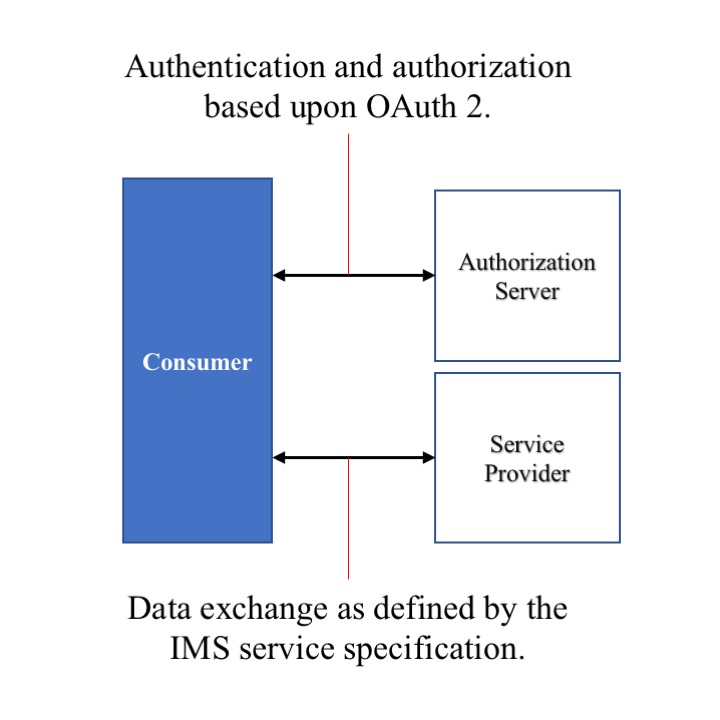 Authentication and authorization
based upon OAuth 2.
Authorization
Server
Consumer
Service
Provider
Data exchange as defined by the
IMS service specification.